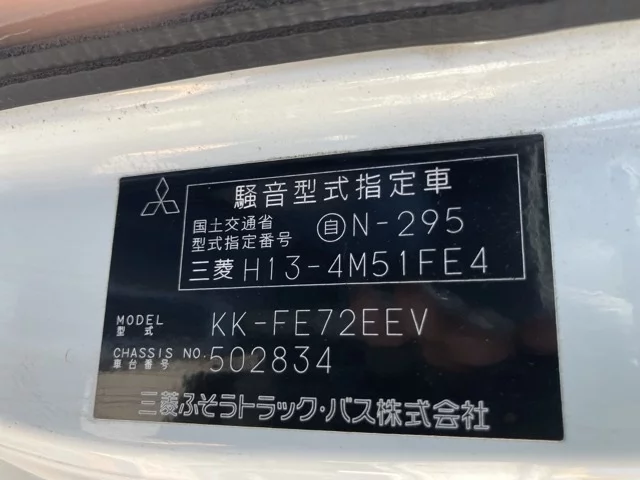 騒音型式指定車
国土交通省
型式指定番号 自N-295
三菱 H13-4M51FE4
MODEL
型式 KK-FE72EEV
CHASSIS NO.
車台番号 502834
三菱ふそうトラック・バス株式会社